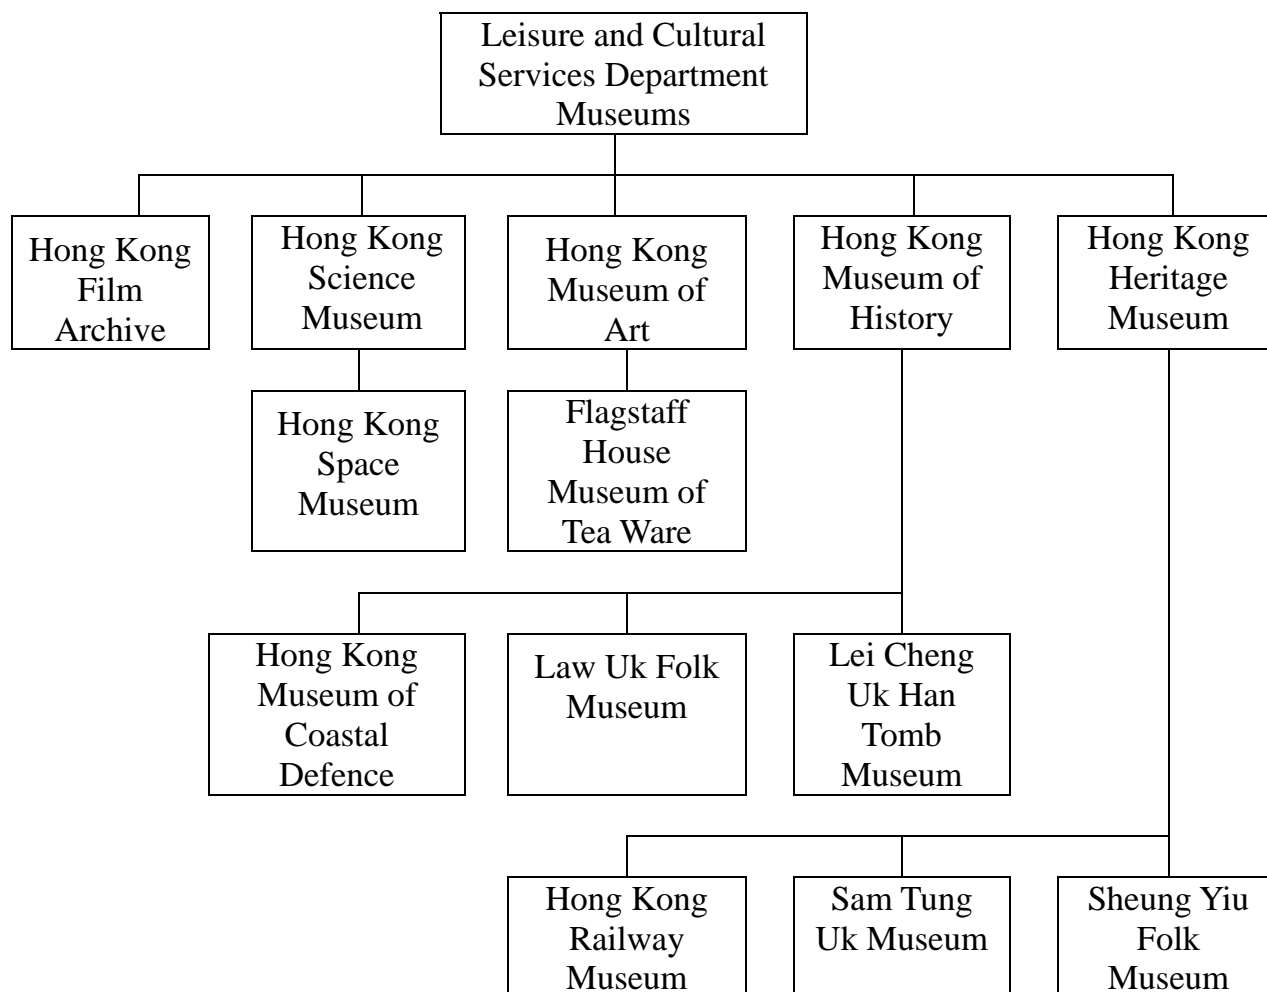 Leisure and Cultural
Services Department
Museums
Hong Kong
Film
Archive
Hong Kong
Science
Museum
Hong Kong
Museum of
Art
Hong Kong
Museum of
History
Hong Kong
Heritage
Museum
Hong Kong
Space
Museum
Flagstaff
House
Museum of
Tea Ware
Hong Kong
Museum of
Coastal
Defence
Law Uk Folk
Museum
Lei Cheng
Uk Han
Tomb
Museum
Hong Kong
Railway
Museum
Sam Tung
Uk Museum
Sheung Yiu
Folk
Museum